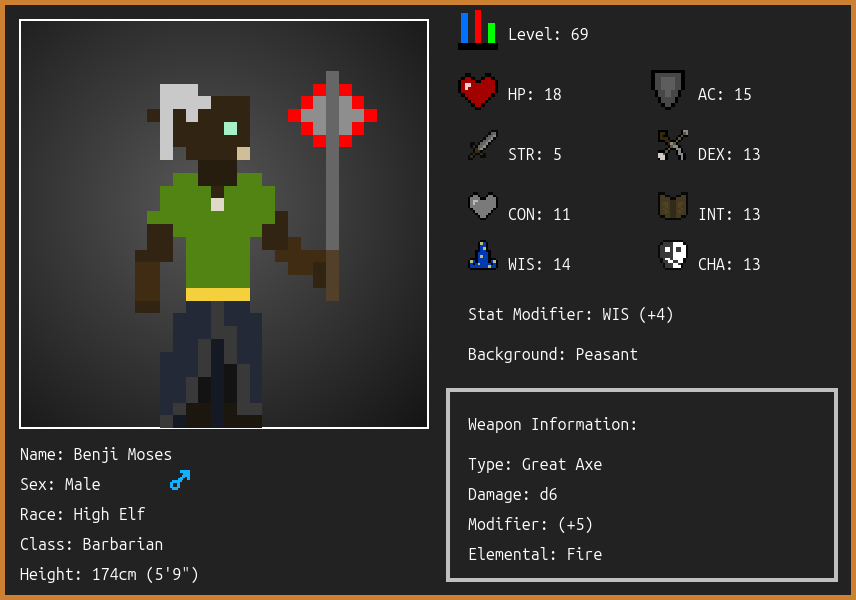 Level: 69
HP: 18
AC: 15
STR: 5
DEX: 13
CON: 11
INT: 13
WIS: 14
CHA: 13
Stat Modifier: WIS (+4)
Background: Peasant
Weapon Information:
Type: Great Axe
Damage: d6
Modifier: (+5)
Elemental: Fire
Name: Benji Moses
Sex: Male
Race: High Elf
Class: Barbarian
Height: 174cm (5'9")